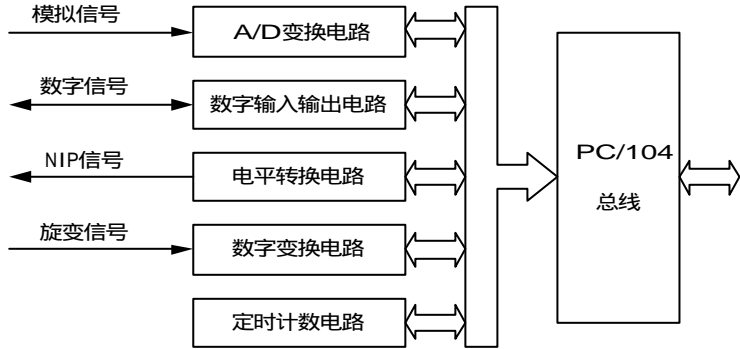 模拟信号
A/D变换电路
数字信号
数字输入输出电路
NIP信号
电平转换电路
PC/104
总线
旋变信号
数字变换电路
定时计数电路